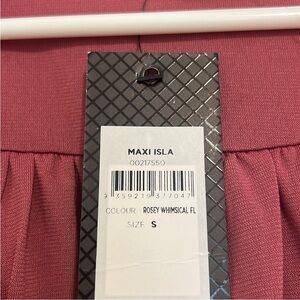 MAXI ISLA
00217550
9 359219 377047
COLOUR: ROSEY WHIMSICAL FL
SIZE: S